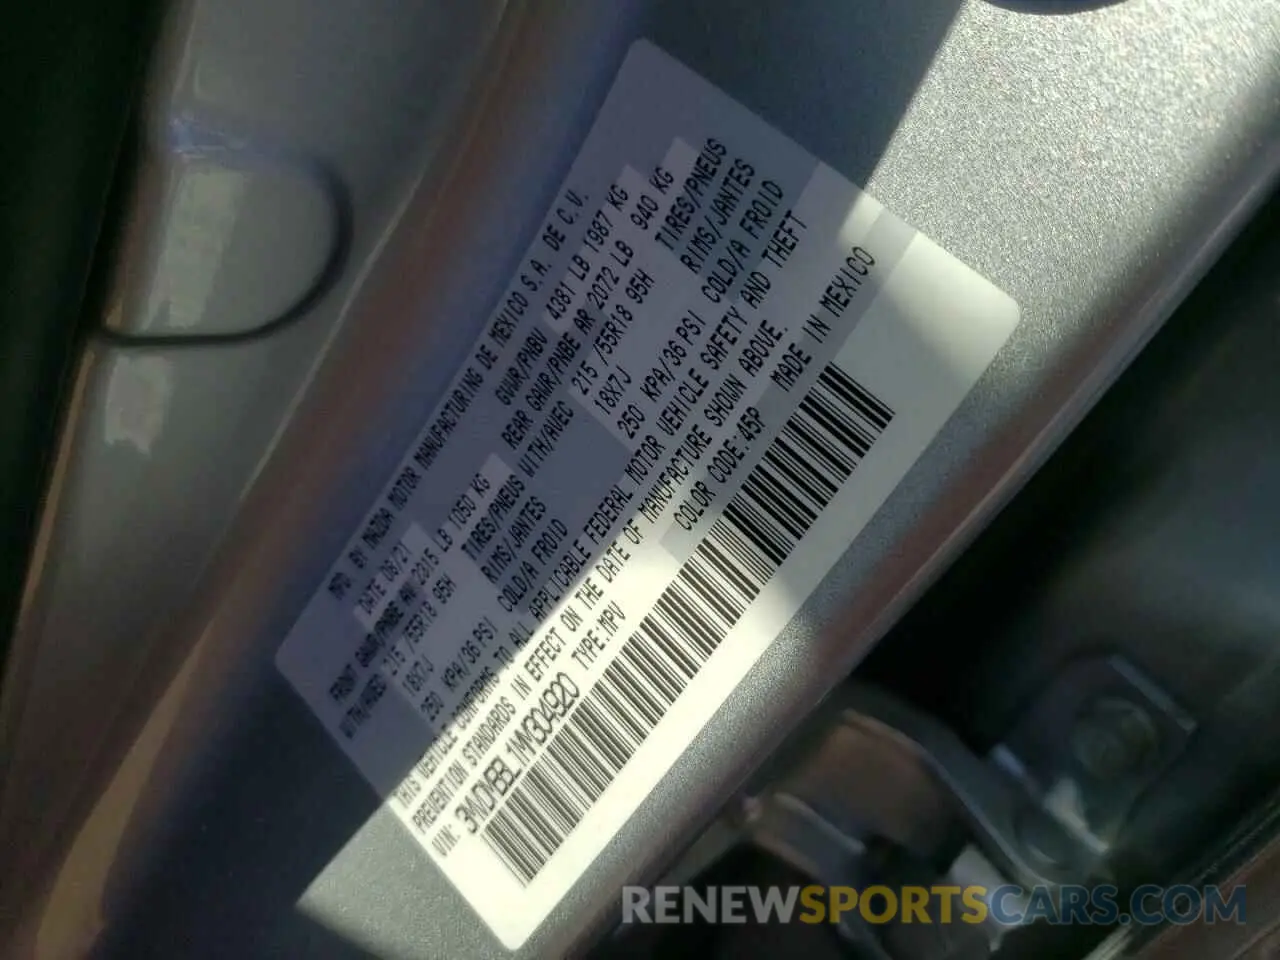 MFD. BY MAZDA MOTOR MANUFACTURING DE MEXICO S.A. DE C.V.
DATE: 08/21 GVWR/PNBV 4381 LB 1987 KG
FRONT GAWR/PNBE AV 2315 LB 1050 KG REAR GAWR/PNBE AR 2072 LB 940 KG
WITH/AVEC 215 /55R18 95H TIRES/PNEUS WITH/AVEC 215 /55R18 95H TIRES/PNEUS
18X7J RIMS/JANTES 18X7J RIMS/JANTES
250 KPA/36 PSI COLD/A FROID 250 KPA/36 PSI COLD/A FROID
THIS VEHICLE CONFORMS TO ALL APPLICABLE FEDERAL MOTOR VEHICLE SAFETY AND THEFT
PREVENTION STANDARDS IN EFFECT ON THE DATE OF MANUFACTURE SHOWN ABOVE.
VIN: 3MVDMBBL1MM304920 TYPE:MPV COLOR CODE:45P MADE IN MEXICO
RENEWSPORTSCARS.COM